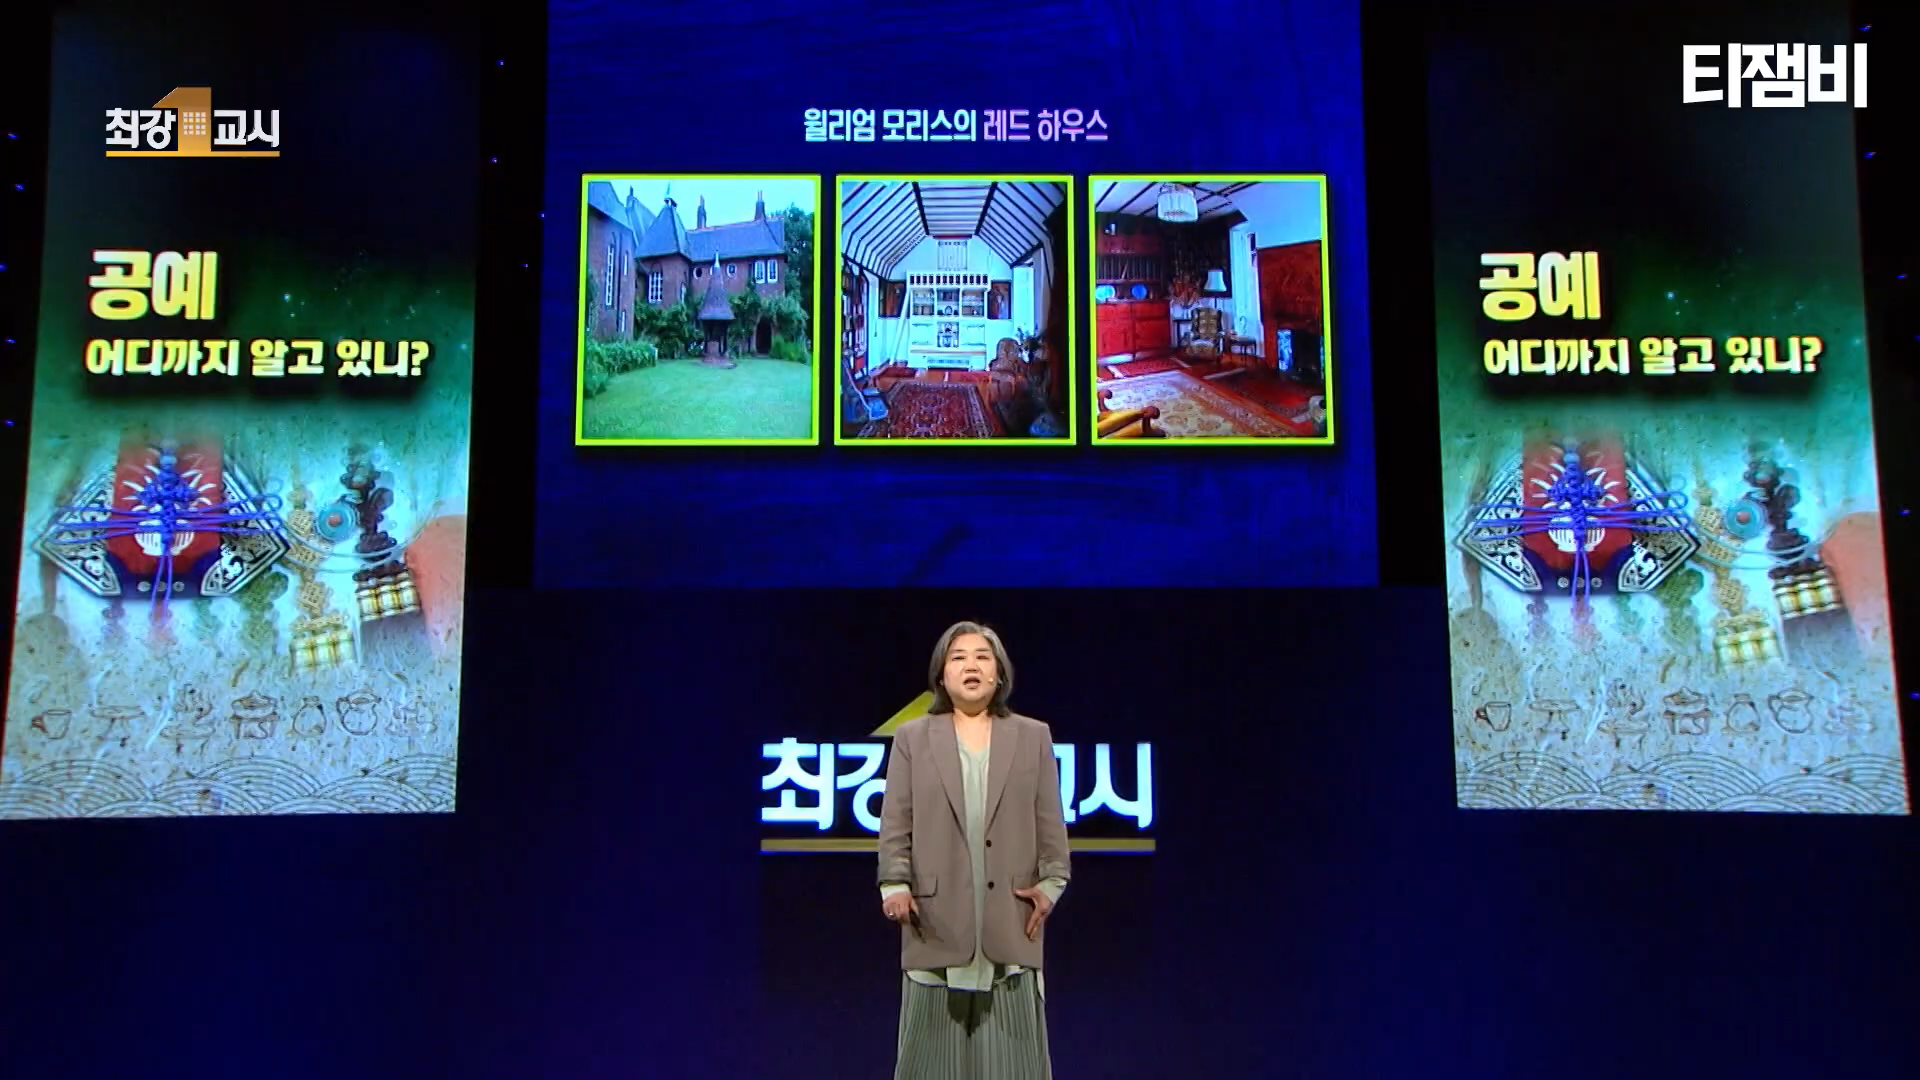 티잼비
최강1교시
윌리엄 모리스의 레드 하우스
공예
어디까지 알고 있니?
공예
어디까지 알고 있니?
최강 교시